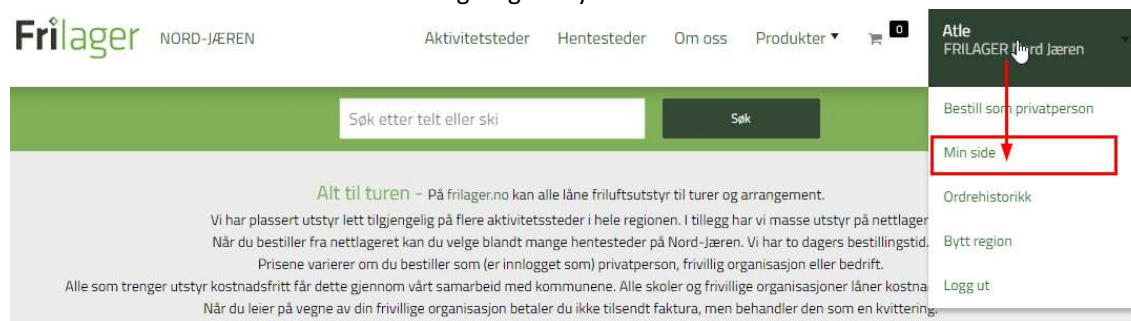 Frilager NORD-JÆREN Aktivitetsteder Hentesteder Om oss Produkter 0
Atle
FRILAGER Nord Jæren
Søk etter telt eller ski Søk
Bestill som privatperson
Min side
Ordrehistorikk
Bytt region
Logg ut
Alt til turen - På frilager.no kan alle låne friluftsutstyr til turer og arrangement.
Vi har plassert utstyr lett tilgjengelig på flere aktivitetssteder i hele regionen. I tillegg har vi masse utstyr på nettlager
Når du bestiller fra nettlageret kan du velge blandt mange hentesteder på Nord-Jæren. Vi har to dagers bestillingstid.
Prisene varierer om du bestiller som (er innlogget som) privatperson, frivillig organisasjon eller bedrift.
Alle som trenger utstyr kostnadsfritt får dette gjennom vårt samarbeid med kommunene. Alle skoler og frivillige organisasjoner låner kostna
Når du leier på vegne av din frivillige organisasjon betaler du ikke tilsendt faktura, men behandler den som en kvittering.